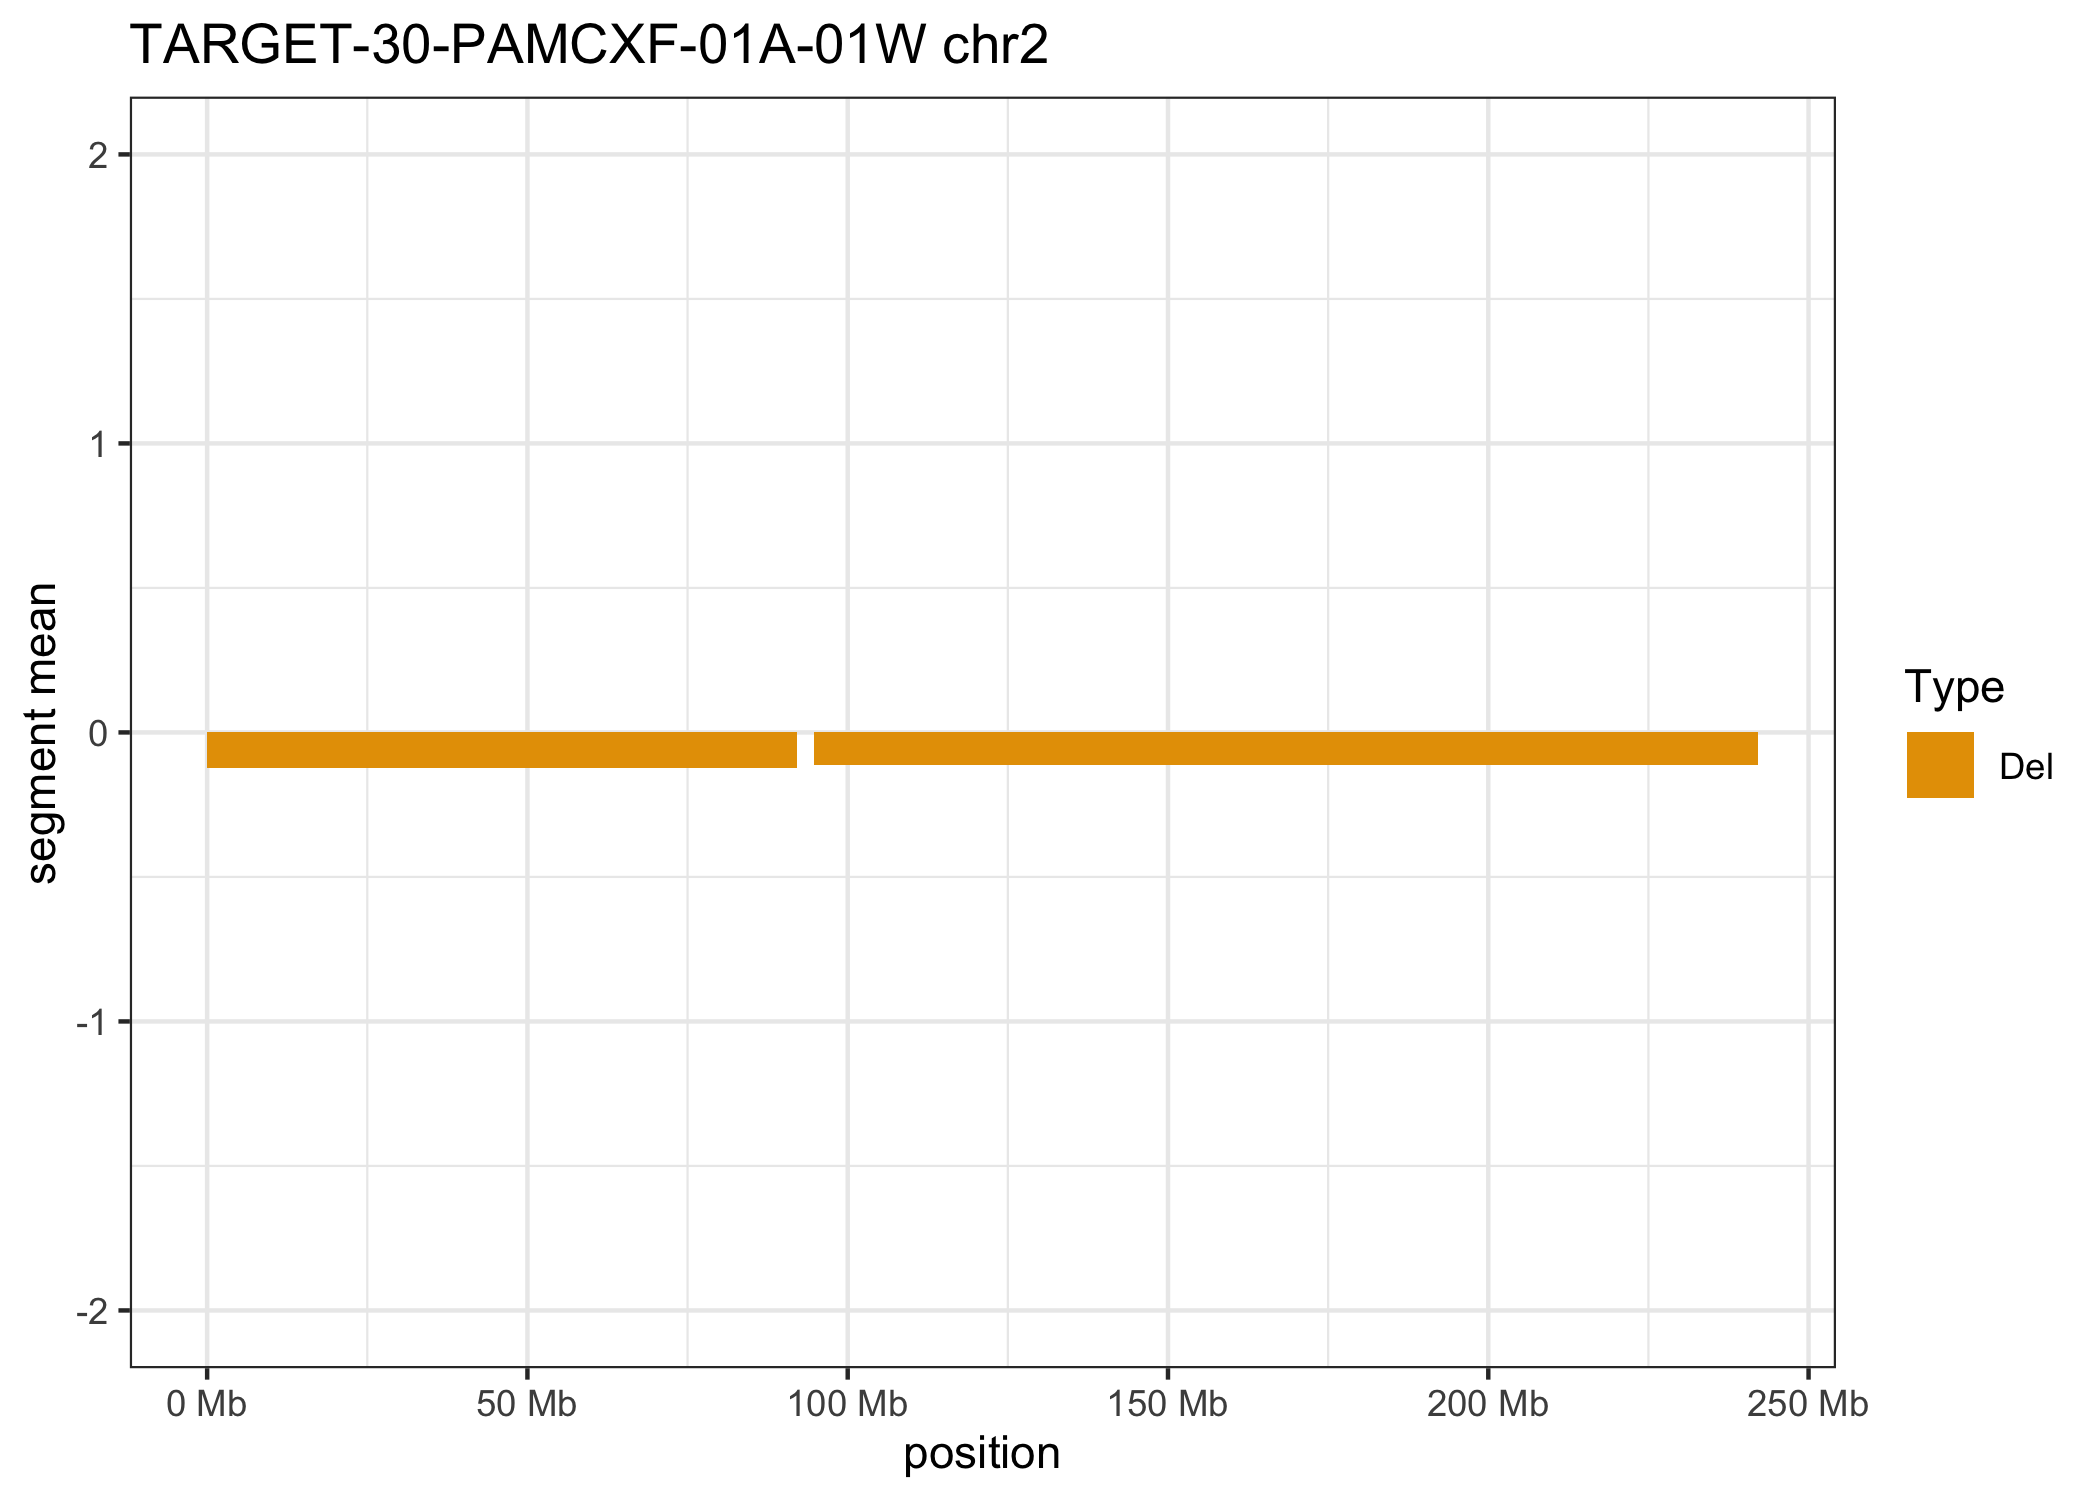 TARGET-30-PAMCXF-01A-01W chr2
2
1
0
-1
-2
segment mean
0 Mb 50 Mb 100 Mb 150 Mb 200 Mb 250 Mb
position
Type
Del